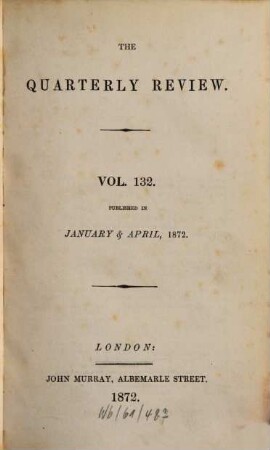 THE
QUARTERLY REVIEW.
VOL. 132.
PUBLISHED IN
JANUARY & APRIL, 1872.
LONDON:
JOHN MURRAY, ALBEMARLE STREET.
1872.